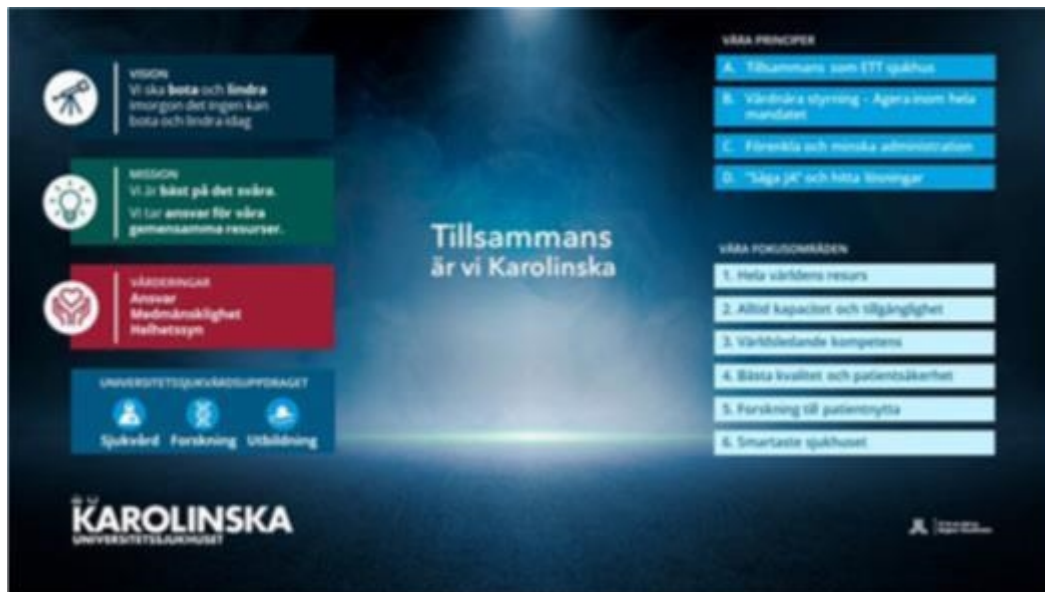 VISION
Vi ska bota och lindra
imorgon det ingen kan
bota och lindra idag
MISSION
Vi är bäst på det svåra.
Vi tar ansvar för våra
gemensamma resurser.
VÄRDERINGAR
Ansvar
Medmänsklighet
Helhetssyn
UNIVERSITETSSJUKVÅRDSUPPDRAGET
Sjukvård Forskning Utbildning
KAROLINSKA
UNIVERSITETSSJUKHUSET
Tillsammans
är vi Karolinska
VÅRA PRINCIPER
A. Tillsammans som ETT sjukhus
B. Vårdnära styrning – Agera inom hela
mandatet
C. Förenkla och minska administration
D. "Säga JA" och hitta lösningar
VÅRA FOKUSOMRÅDEN
1. Hela världens resurs
2. Alltid kapacitet och tillgänglighet
3. Världsledande kompetens
4. Bästa kvalitet och patientsäkerhet
5. Forskning till patientnytta
6. Smartaste sjukhuset